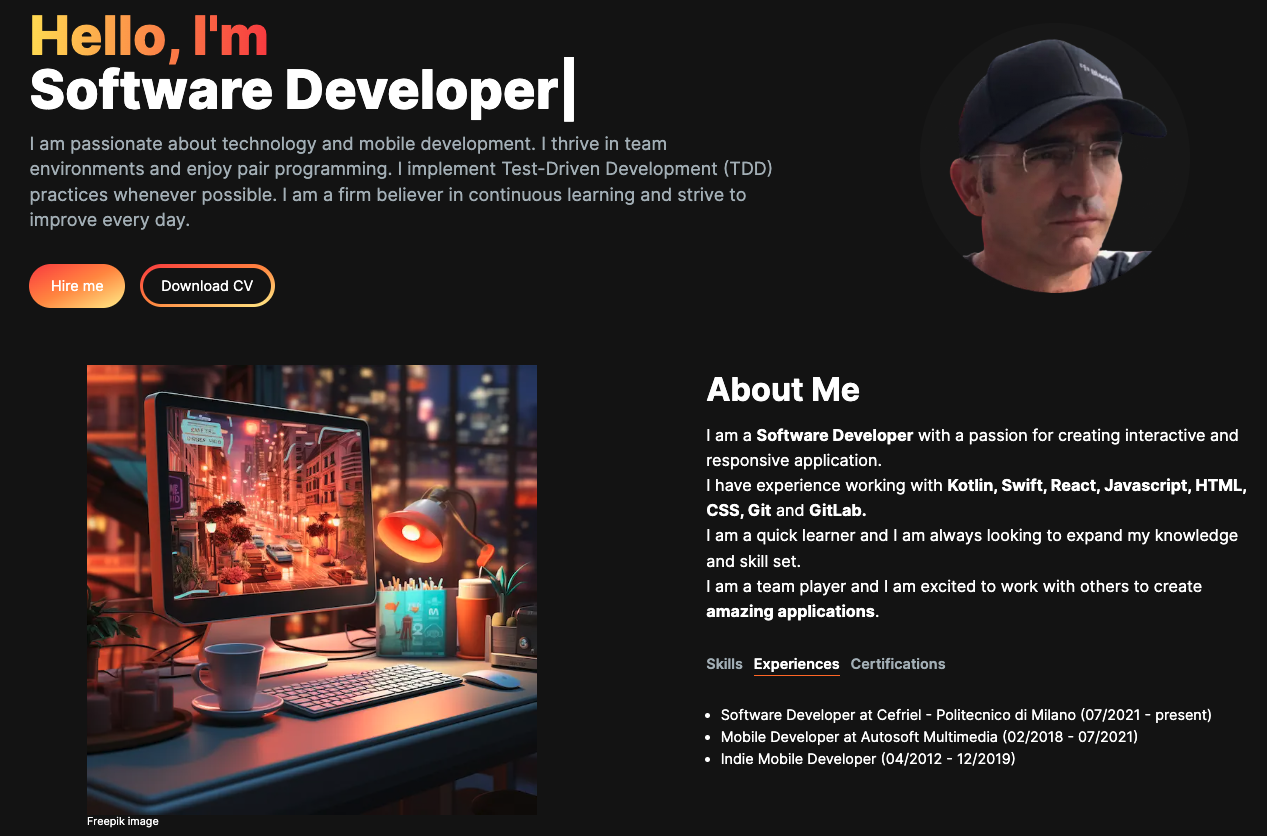 Hello, I'm
Software Developer
I am passionate about technology and mobile development. I thrive in team
environments and enjoy pair programming. I implement Test-Driven Development (TDD)
practices whenever possible. I am a firm believer in continuous learning and strive to
improve every day.
Hire me
Download CV
About Me
I am a Software Developer with a passion for creating interactive and
responsive application.
I have experience working with Kotlin, Swift, React, Javascript, HTML,
CSS, Git and GitLab.
I am a quick learner and I am always looking to expand my knowledge
and skill set.
I am a team player and I am excited to work with others to create
amazing applications.
Skills Experiences Certifications
• Software Developer at Cefriel - Politecnico di Milano (07/2021 - present)
• Mobile Developer at Autosoft Multimedia (02/2018 - 07/2021)
• Indie Mobile Developer (04/2012 - 12/2019)
Freepik image